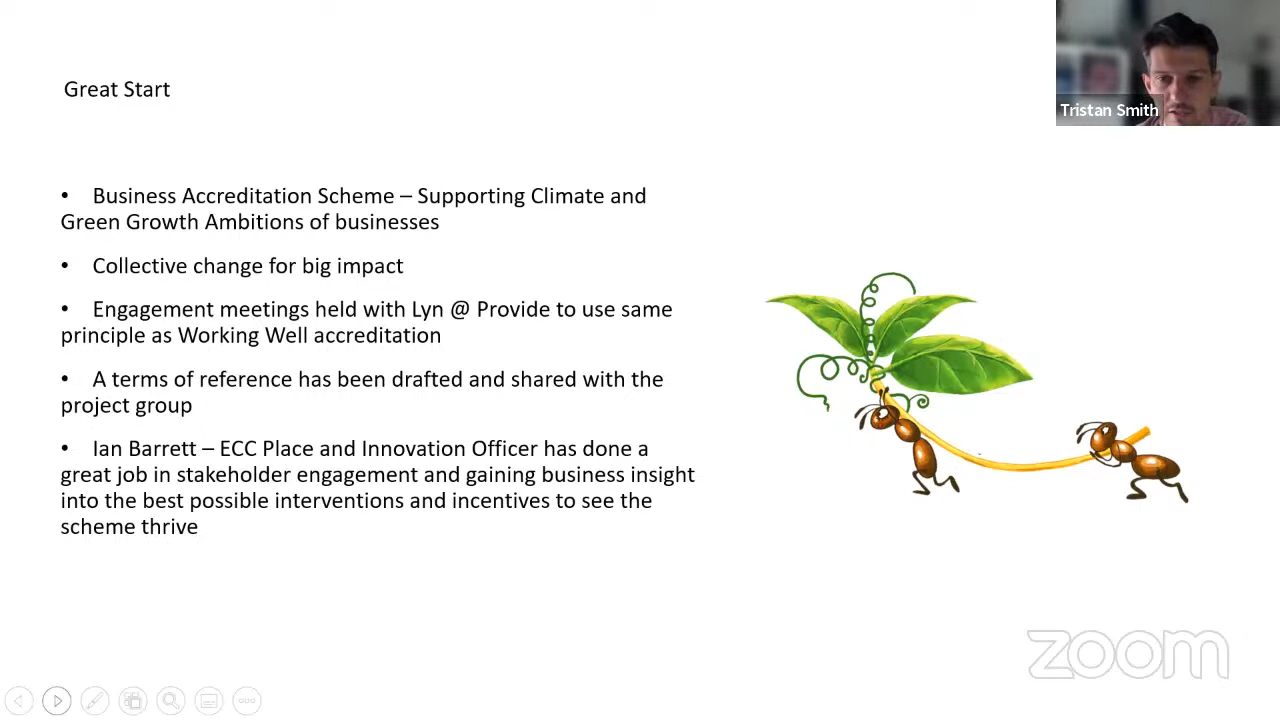 Great Start
Tristan Smith
• Business Accreditation Scheme – Supporting Climate and
Green Growth Ambitions of businesses
• Collective change for big impact
• Engagement meetings held with Lyn @ Provide to use same
principle as Working Well accreditation
• A terms of reference has been drafted and shared with the
project group
• Ian Barrett – ECC Place and Innovation Officer has done a
great job in stakeholder engagement and gaining business insight
into the best possible interventions and incentives to see the
scheme thrive
zoom